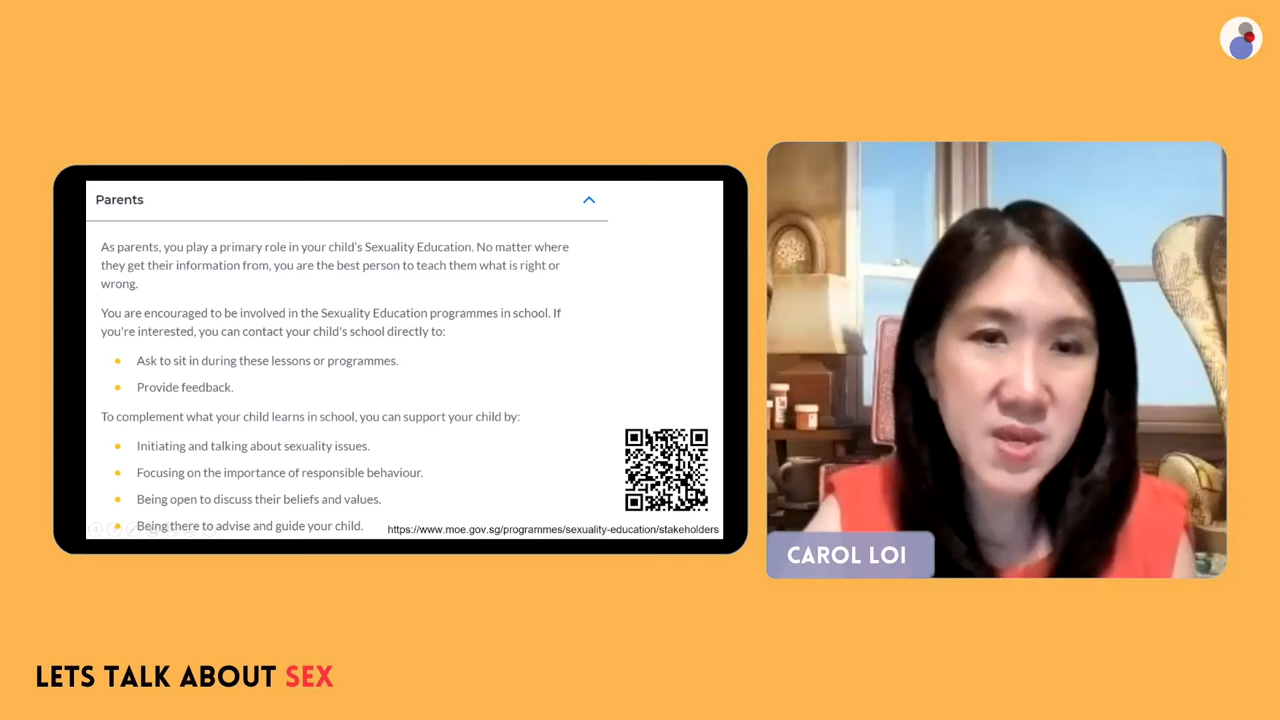 Parents
As parents, you play a primary role in your child's Sexuality Education. No matter where
they get their information from, you are the best person to teach them what is right or
wrong.
You are encouraged to be involved in the Sexuality Education programmes in school. If
you're interested, you can contact your child's school directly to:
Ask to sit in during these lessons or programmes.
Provide feedback.
To complement what your child learns in school, you can support your child by:
Initiating and talking about sexuality issues.
Focusing on the importance of responsible behaviour.
Being open to discuss their beliefs and values.
Being there to advise and guide your child.
https://www.moe.gov.sg/programmes/sexuality-education/stakeholders
CAROL LOI
LETS TALK ABOUT SEX